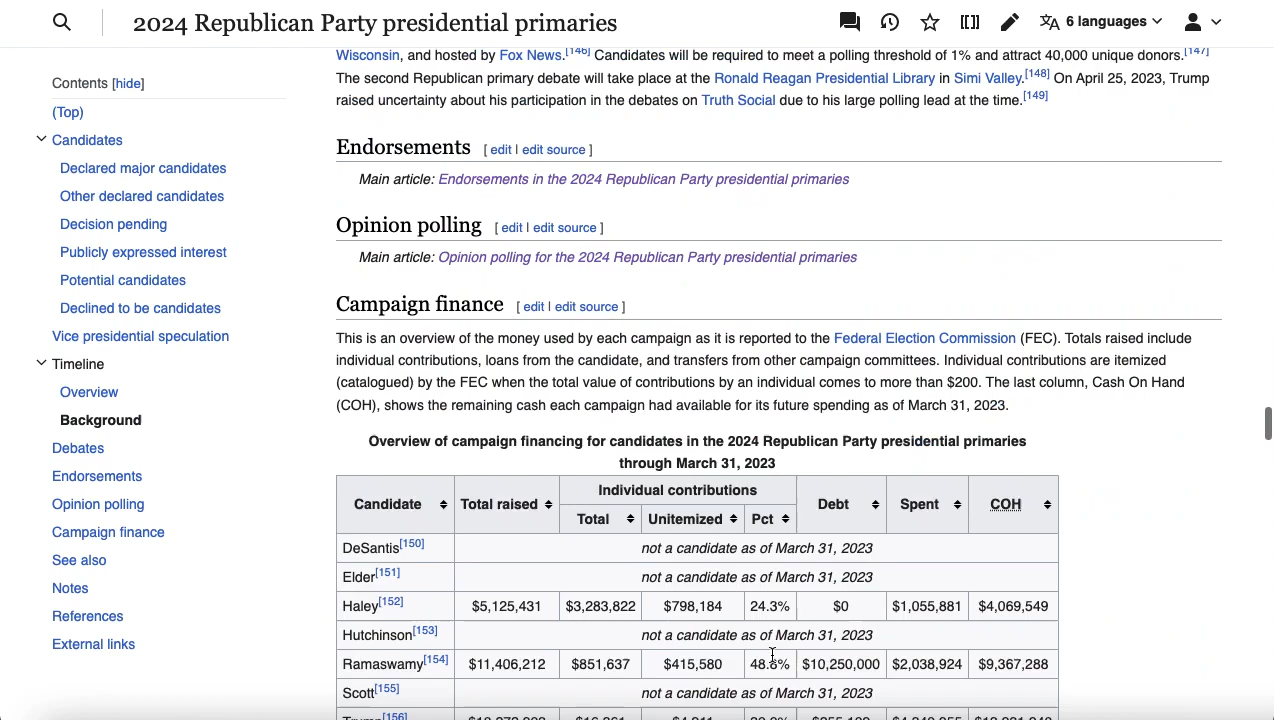 2024 Republican Party presidential primaries
6 languages
Contents [hide]
(Top)
Candidates
Declared major candidates
Other declared candidates
Decision pending
Publicly expressed interest
Potential candidates
Declined to be candidates
Vice presidential speculation
Timeline
Overview
Background
Debates
Endorsements
Opinion polling
Campaign finance
See also
Notes
References
External links
Wisconsin, and hosted by Fox News.[146] Candidates will be required to meet a polling threshold of 1% and attract 40,000 unique donors.[147]
The second Republican primary debate will take place at the Ronald Reagan Presidential Library in Simi Valley.[148] On April 25, 2023, Trump
raised uncertainty about his participation in the debates on Truth Social due to his large polling lead at the time.[149]
Endorsements [ edit | edit source ]
Main article: Endorsements in the 2024 Republican Party presidential primaries
Opinion polling [ edit | edit source ]
Main article: Opinion polling for the 2024 Republican Party presidential primaries
Campaign finance [ edit | edit source ]
This is an overview of the money used by each campaign as it is reported to the Federal Election Commission (FEC). Totals raised include
individual contributions, loans from the candidate, and transfers from other campaign committees. Individual contributions are itemized
(catalogued) by the FEC when the total value of contributions by an individual comes to more than $200. The last column, Cash On Hand
(COH), shows the remaining cash each campaign had available for its future spending as of March 31, 2023.
Overview of campaign financing for candidates in the 2024 Republican Party presidential primaries
through March 31, 2023
Candidate Total raised Individual contributions Debt Spent COH
Total Unitemized Pct
DeSantis[150] not a candidate as of March 31, 2023
Elder[151] not a candidate as of March 31, 2023
Haley[152] $5,125,431 $3,283,822 $798,184 24.3% $0 $1,055,881 $4,069,549
Hutchinson[153] not a candidate as of March 31, 2023
Ramaswamy[154] $11,406,212 $851,637 $415,580 48.8% $10,250,000 $2,038,924 $9,367,288
Scott[155] not a candidate as of March 31, 2023
Trump[156]